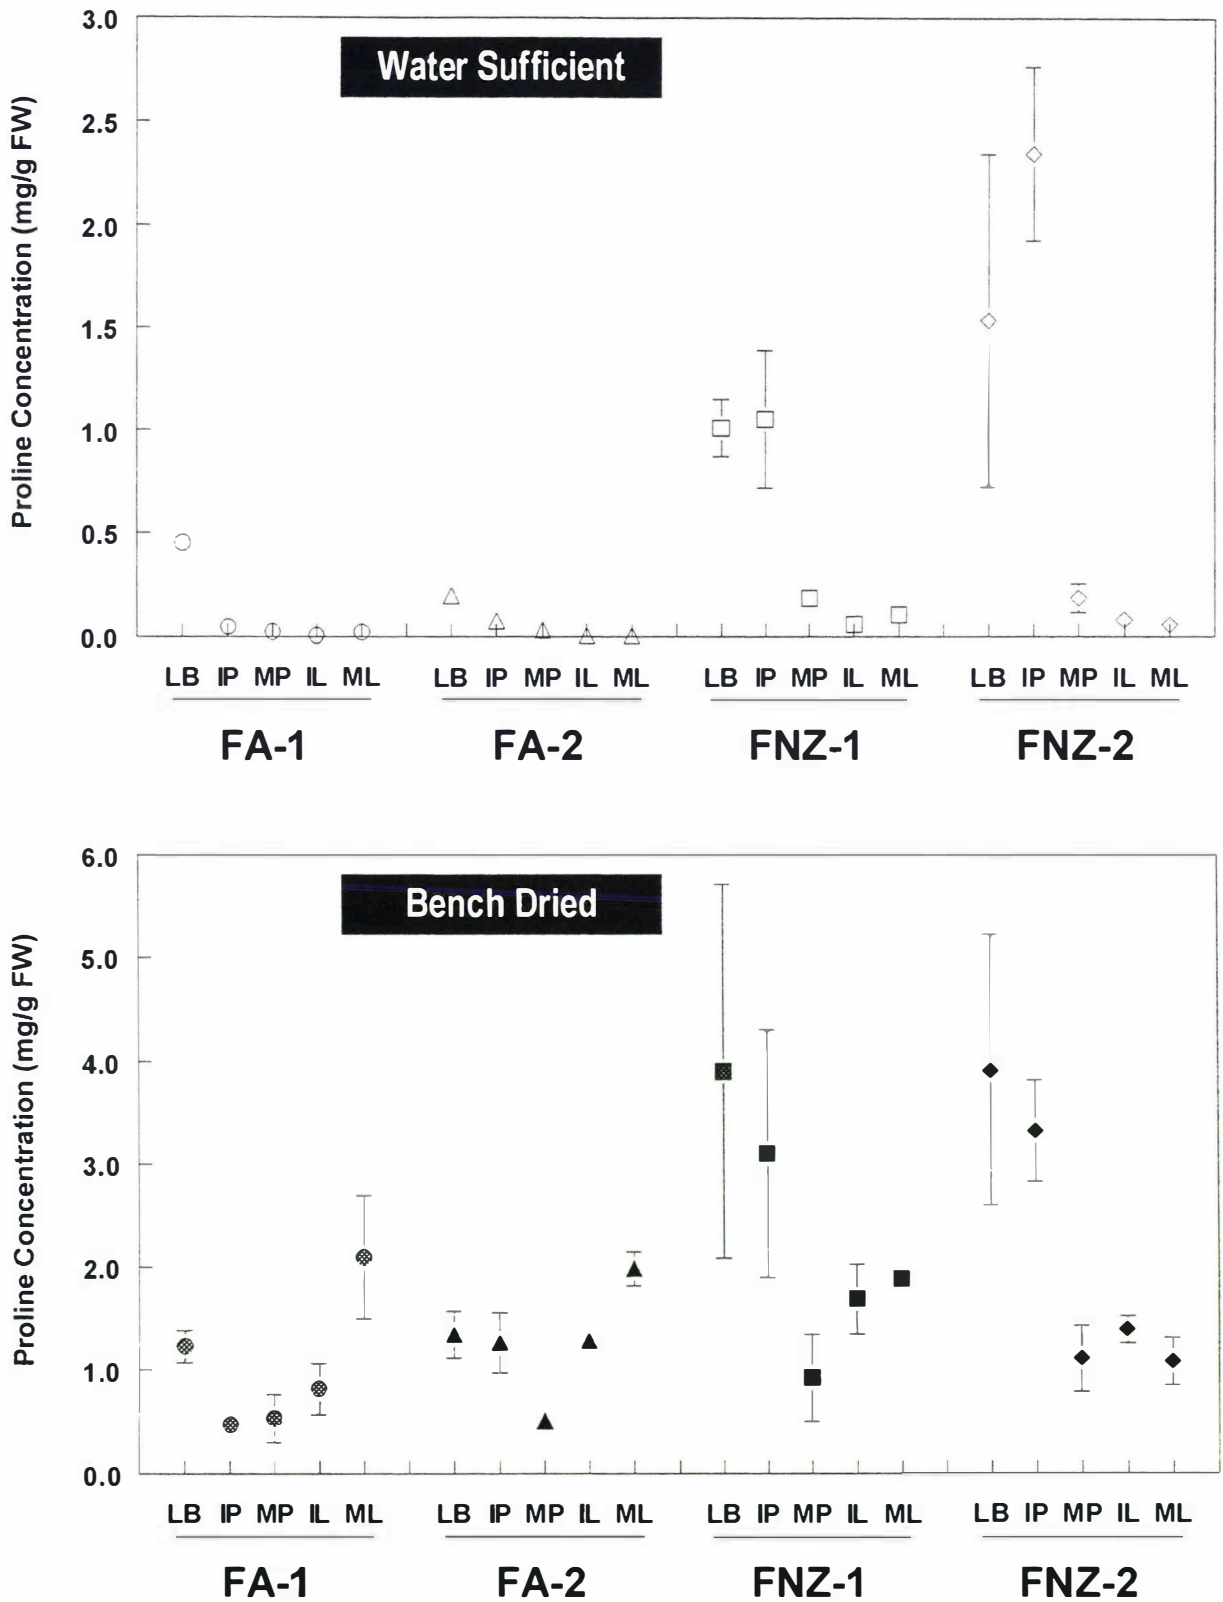 Water Sufficient
Proline Concentration (mg/g FW)
3.0
2.5
2.0
1.5
1.0
0.5
0.0
LB IP MP IL ML LB IP MP IL ML LB IP MP IL ML LB IP MP IL ML
FA-1 FA-2 FNZ-1 FNZ-2
Bench Dried
Proline Concentration (mg/g FW)
6.0
5.0
4.0
3.0
2.0
1.0
0.0
LB IP MP IL ML LB IP MP IL ML LB IP MP IL ML LB IP MP IL ML
FA-1 FA-2 FNZ-1 FNZ-2